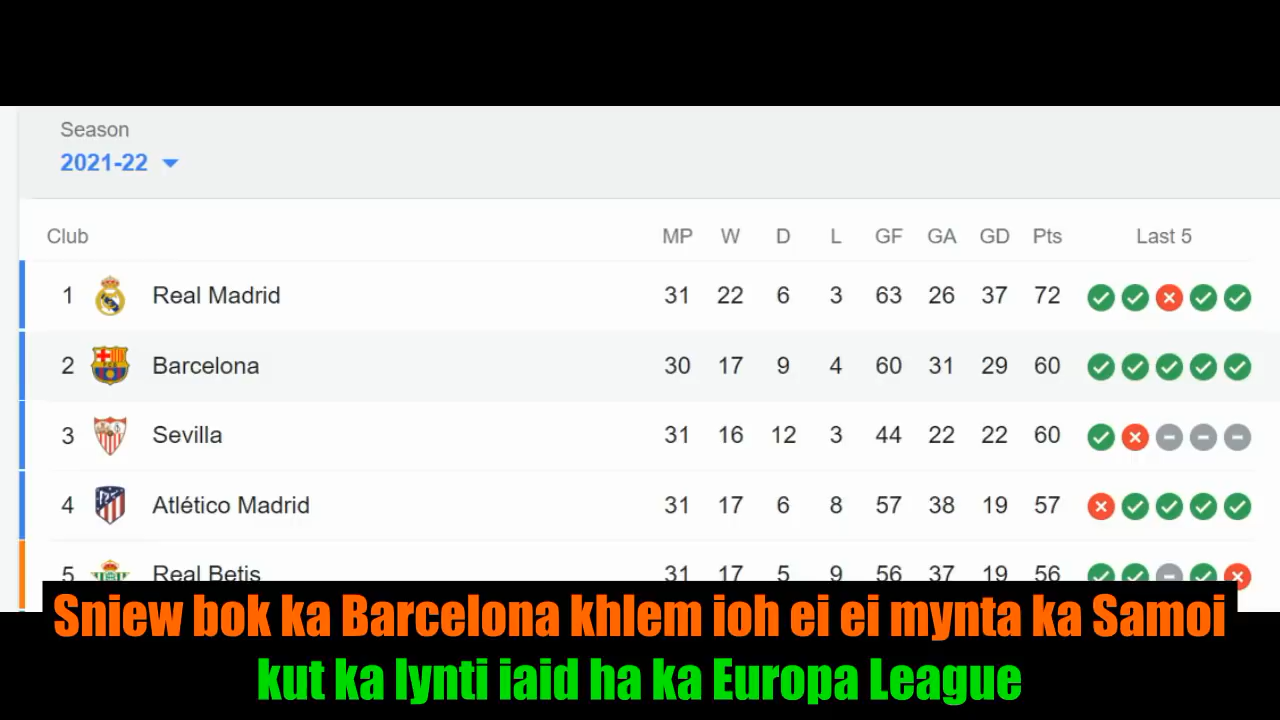 Season
2021-22
Club MP W D L GF GA GD Pts Last 5
1 Real Madrid 31 22 6 3 63 26 37 72
2 Barcelona 30 17 9 4 60 31 29 60
3 Sevilla 31 16 12 3 44 22 22 60
4 Atlético Madrid 31 17 6 8 57 38 19 57
5 Real Betis 31 17 5 9 56 37 19 56
Sniew bok ka Barcelona khlem ioh ei ei mynta ka Samoi
kut ka lynti iaid ha ka Europa League